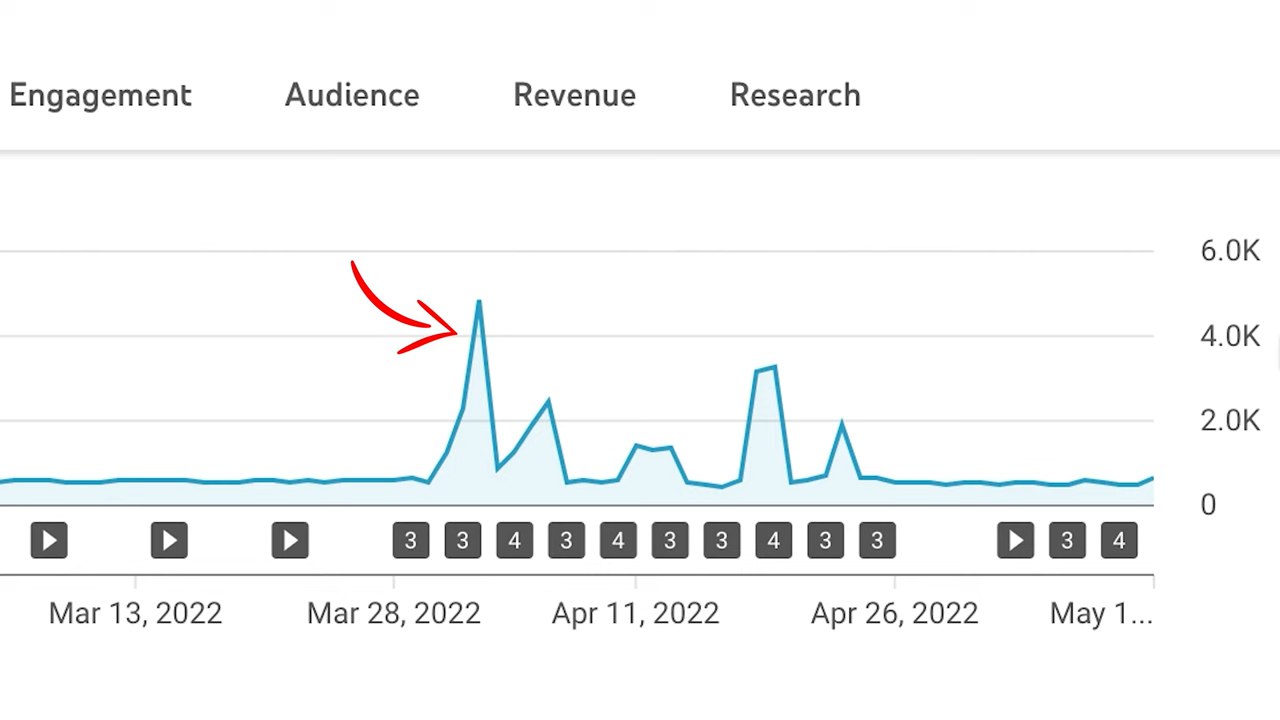 Engagement Audience Revenue Research
6.0K
4.0K
2.0K
0
3 3 4 3 4 3 3 4 3 3 3 4
Mar 13, 2022 Mar 28, 2022 Apr 11, 2022 Apr 26, 2022 May 1...